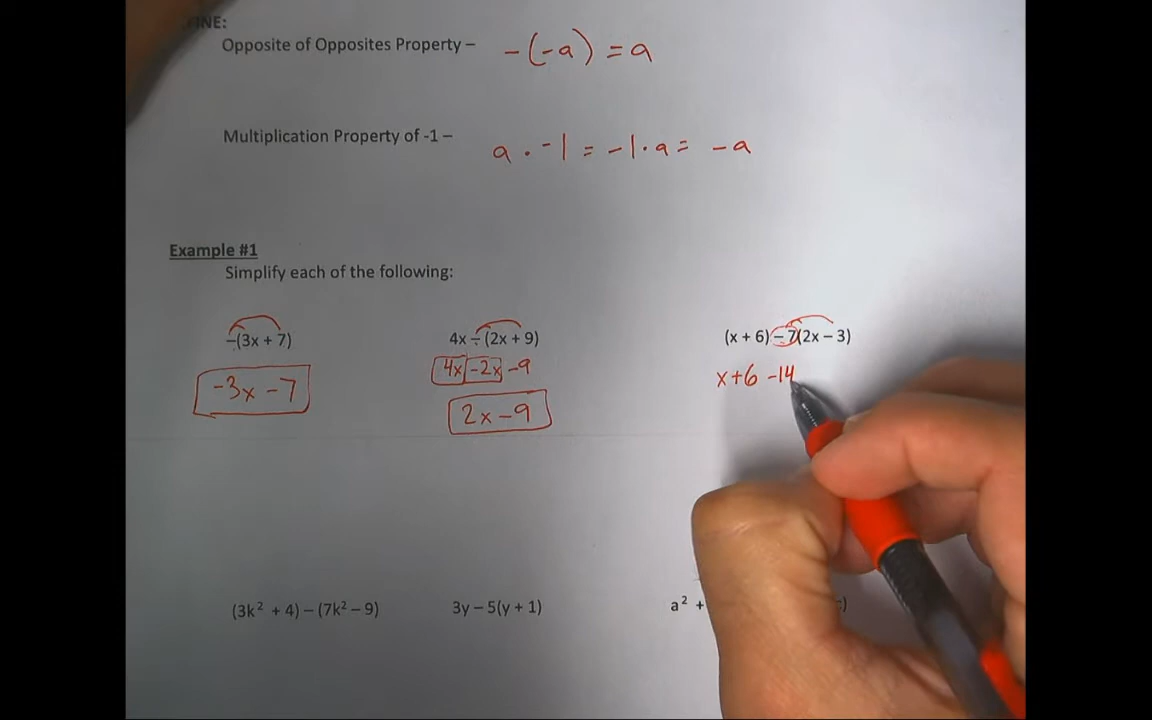 INE:
Opposite of Opposites Property – -(-a) = a
Multiplication Property of -1 – a · -1 = -1 · a = -a
Example #1
Simplify each of the following:
–(3x + 7) 4x – (2x + 9) (x + 6) – 7(2x – 3)
-3x - 7 4x -2x -9 x+6 -14
2x - 9
(3k² + 4) – (7k² – 9) 3y – 5(y + 1) a² + )